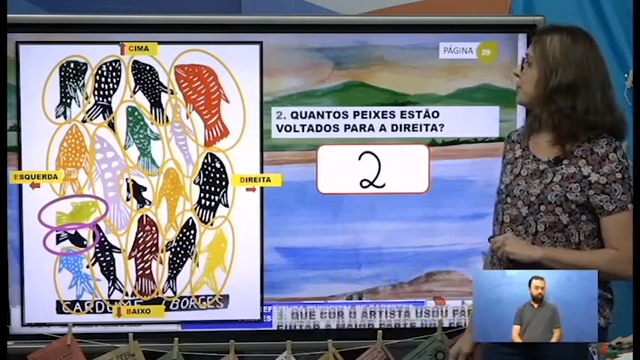 CIMA
PÁGINA 29
2. QUANTOS PEIXES ESTÃO
VOLTADOS PARA A DIREITA?
2
ESQUERDA
DIREITA
CARDUME
BORGES
BAIXO
QUE COR O ARTISTA USOU PARA